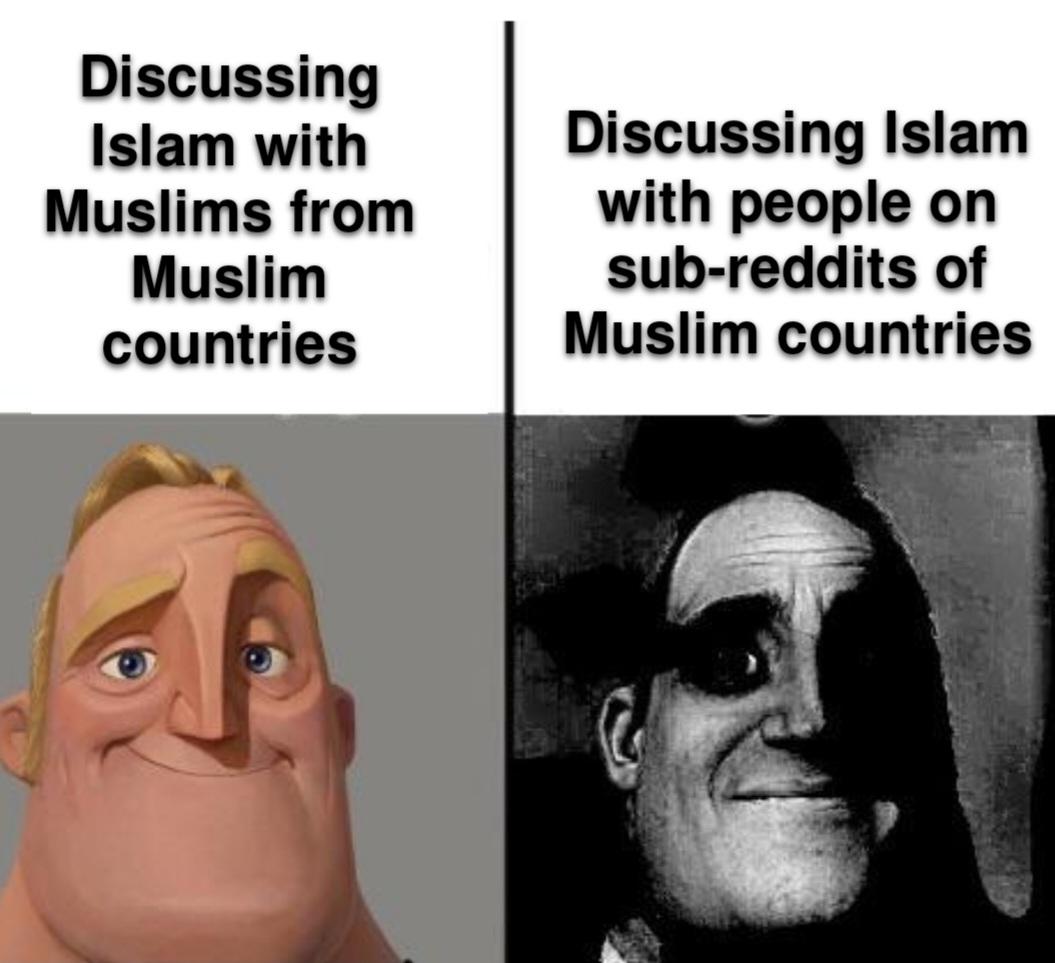 Discussing
Islam with
Muslims from
Muslim
countries
Discussing Islam
with people on
sub-reddits of
Muslim countries